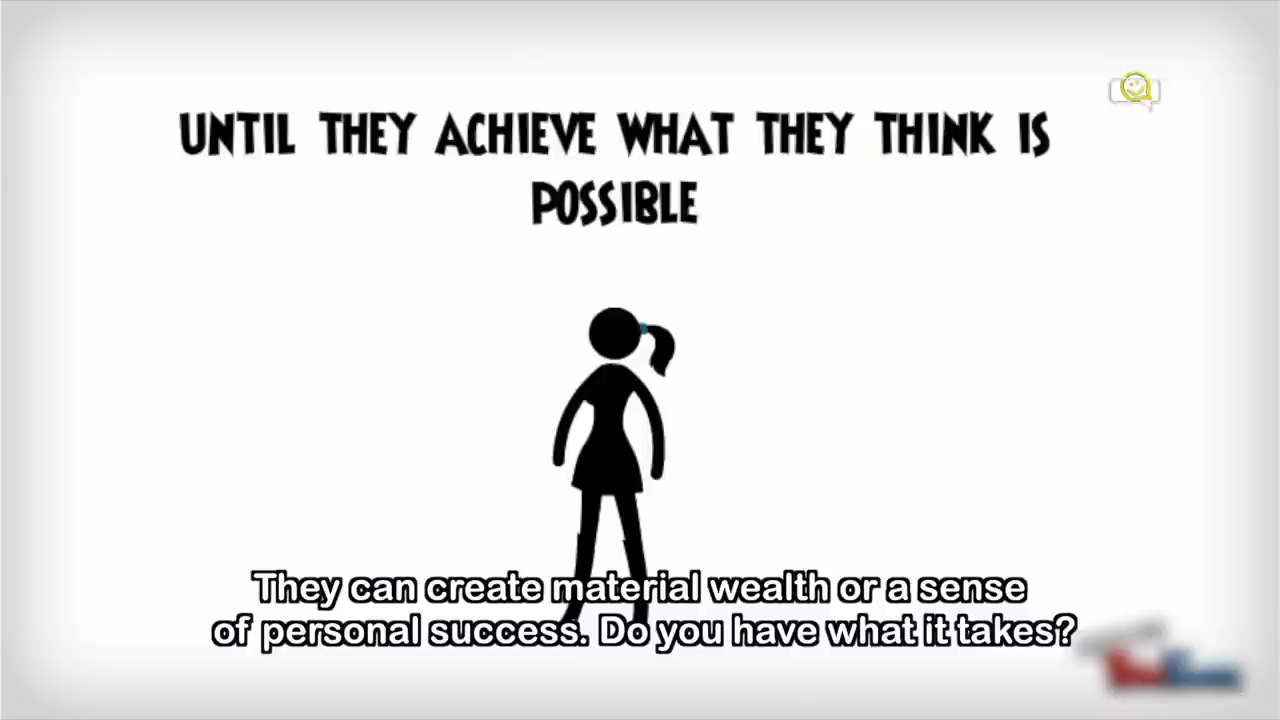 UNTIL THEY ACHIEVE WHAT THEY THINK IS
POSSIBLE
They can create material wealth or a sense
of personal success. Do you have what it takes?